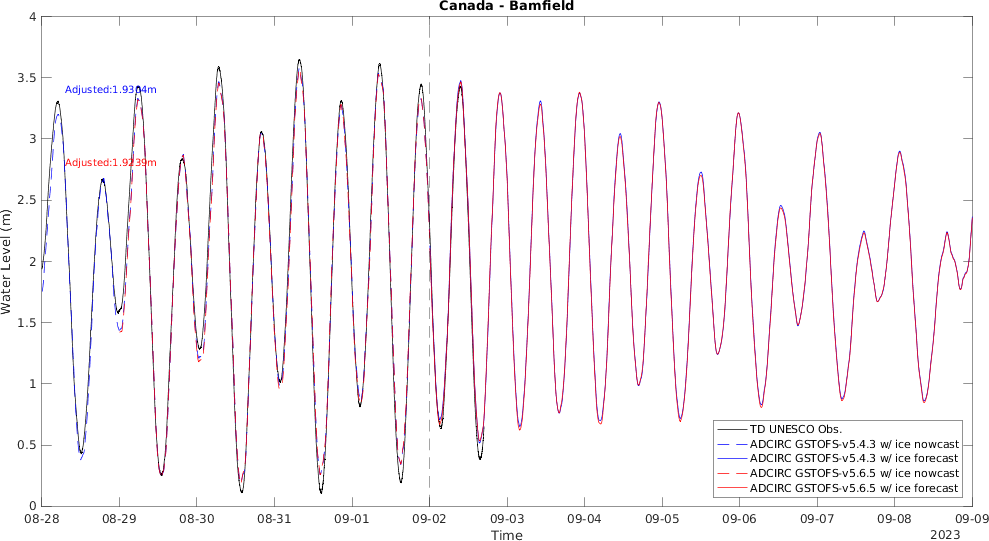 Canada - Bamfield
Water Level (m)
4
3.5
3
2.5
2
1.5
1
0.5
0
Adjusted:1.9304m
Adjusted:1.9239m
TD UNESCO Obs.
ADCIRC GSTOFS-v5.4.3 w/ ice nowcast
ADCIRC GSTOFS-v5.4.3 w/ ice forecast
ADCIRC GSTOFS-v5.6.5 w/ ice nowcast
ADCIRC GSTOFS-v5.6.5 w/ ice forecast
08-28 08-29 08-30 08-31 09-01 09-02 09-03 09-04 09-05 09-06 09-07 09-08 09-09
Time
2023